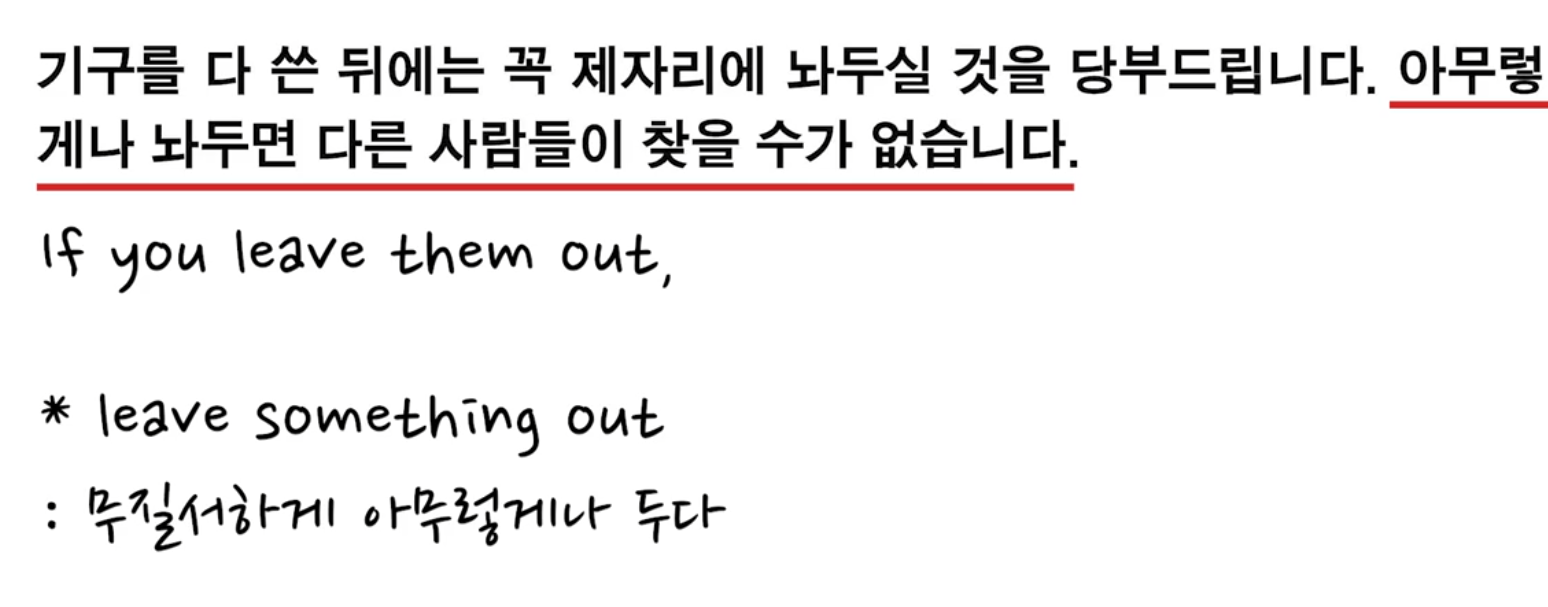 기구를 다 쓴 뒤에는 꼭 제자리에 놔두실 것을 당부드립니다. 아무렇
게나 놔두면 다른 사람들이 찾을 수가 없습니다.
If you leave them out,
* leave something out
: 무질서하게 아무렇게나 두다